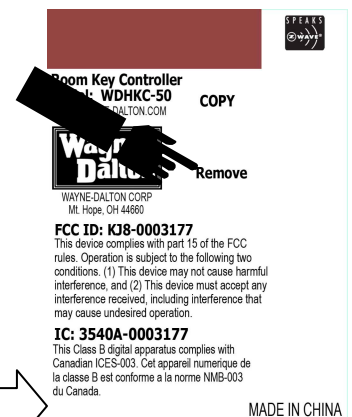 SPEAKS
Z WAVE
Room Key Controller
WDHKC-50
COPY
DALTON.COM
Wayne
Dalton
Remove
WAYNE-DALTON CORP
Mt. Hope, OH 44660
FCC ID: KJ8-0003177
This device complies with part 15 of the FCC
rules. Operation is subject to the following two
conditions. (1) This device may not cause harmful
interference, and (2) This device must accept any
interference received, including interference that
may cause undesired operation.
IC: 3540A-0003177
This Class B digital apparatus complies with
Canadian ICES-003. Cet appareil numerique de
la classe B est conforme a la norme NMB-003
du Canada.
MADE IN CHINA